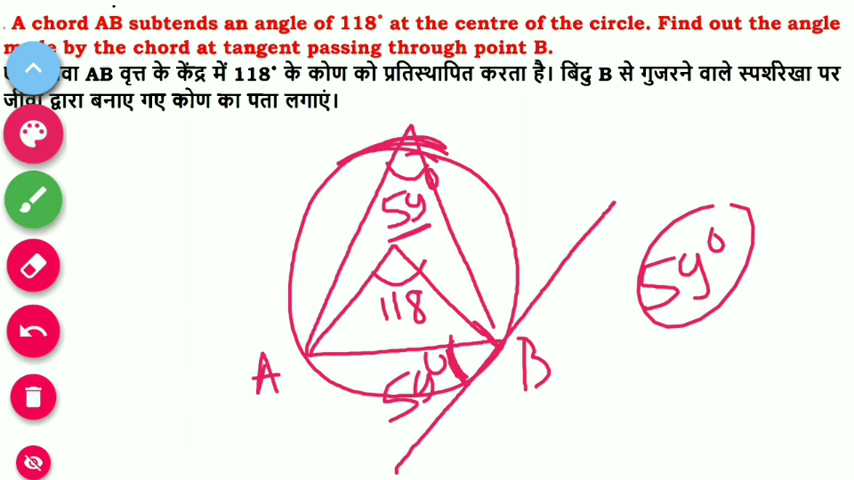 . A chord AB subtends an angle of 118° at the centre of the circle. Find out the angle
by the chord at tangent passing through point B.
AB वृत्त के केंद्र में 118° के कोण को प्रतिस्थापित करता है। बिंदु B से गुजरने वाले स्पर्शरेखा पर
जीवा द्वारा बनाए गए कोण का पता लगाएं।
59°
59°
118
A
59°
B